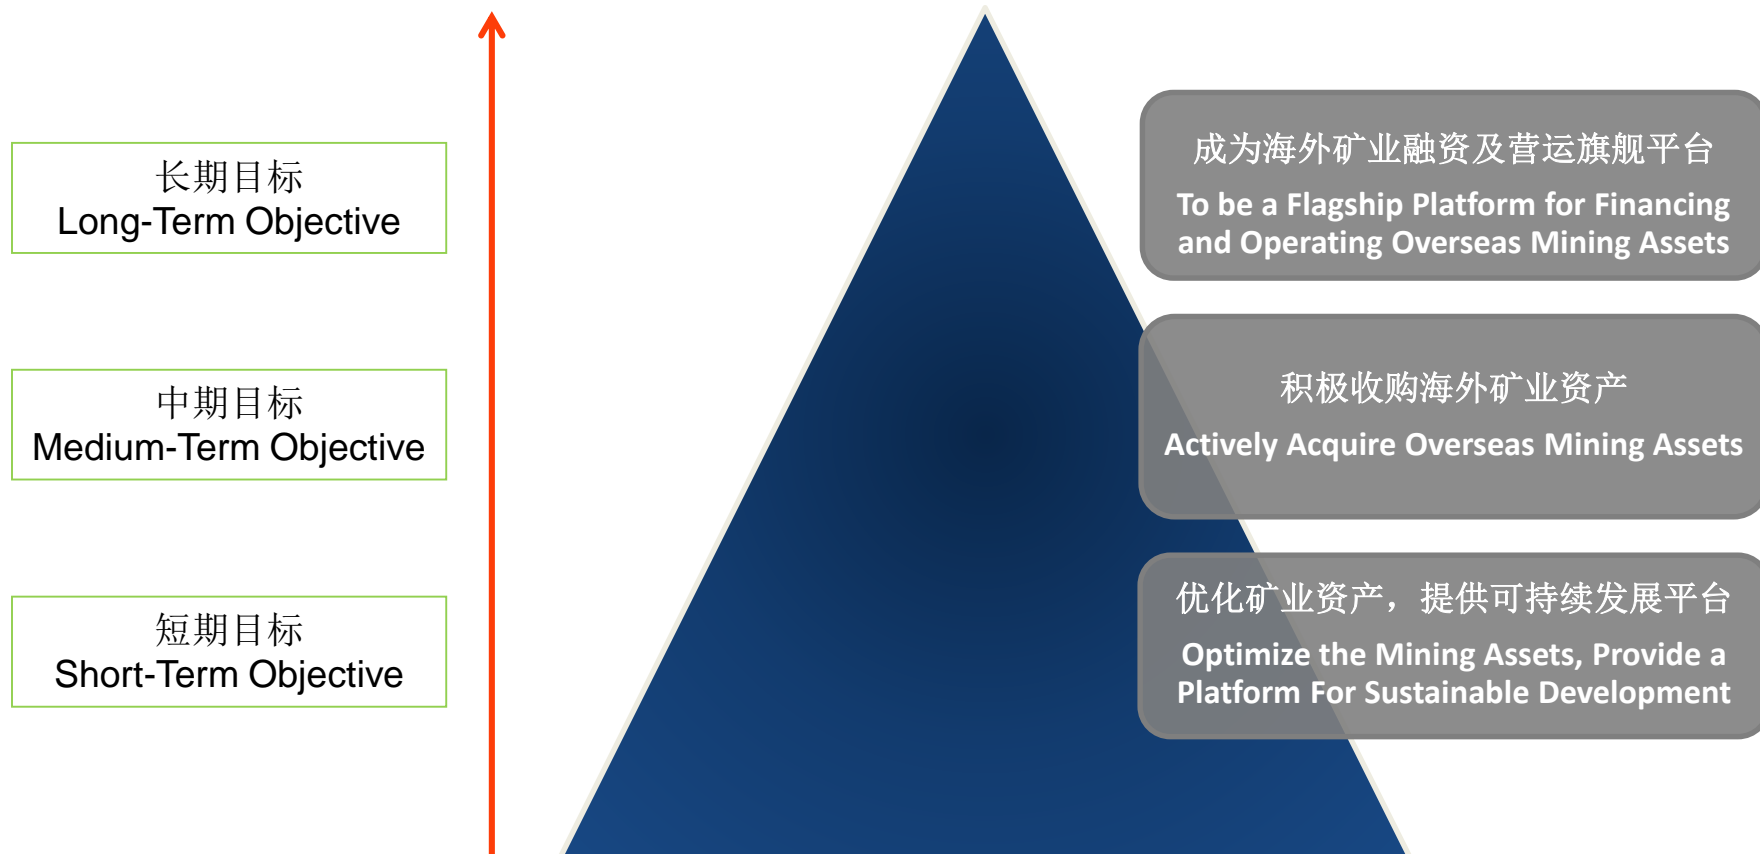 长期目标
Long-Term Objective
成为海外矿业融资及营运旗舰平台
To be a Flagship Platform for Financing
and Operating Overseas Mining Assets
中期目标
Medium-Term Objective
积极收购海外矿业资产
Actively Acquire Overseas Mining Assets
短期目标
Short-Term Objective
优化矿业资产，提供可持续发展平台
Optimize the Mining Assets, Provide a
Platform For Sustainable Development